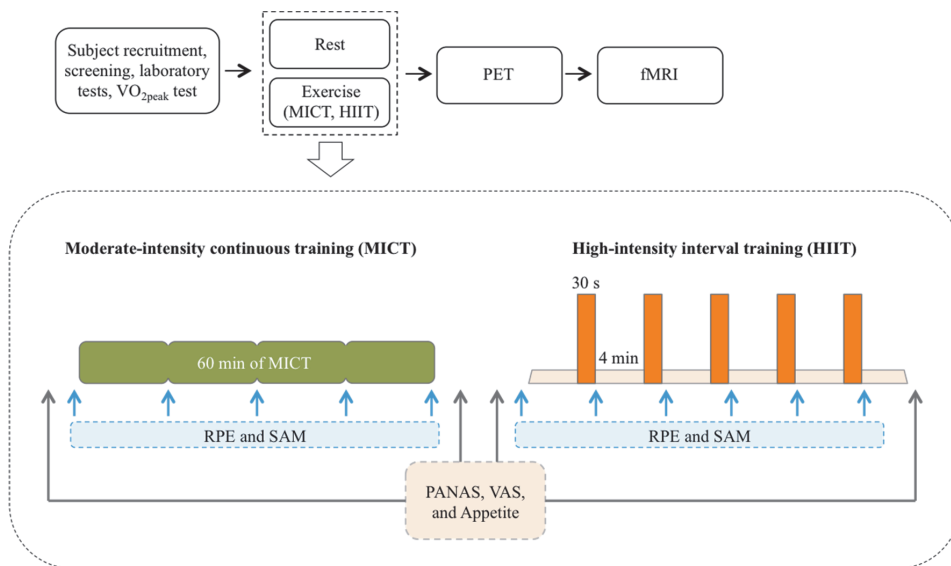 Subject recruitment,
screening, laboratory
tests, VO2peak test
Rest
Exercise
(MICT, HIIT)
PET
fMRI
Moderate-intensity continuous training (MICT)
60 min of MICT
RPE and SAM
High-intensity interval training (HIIT)
30 s
4 min
RPE and SAM
PANAS, VAS,
and Appetite